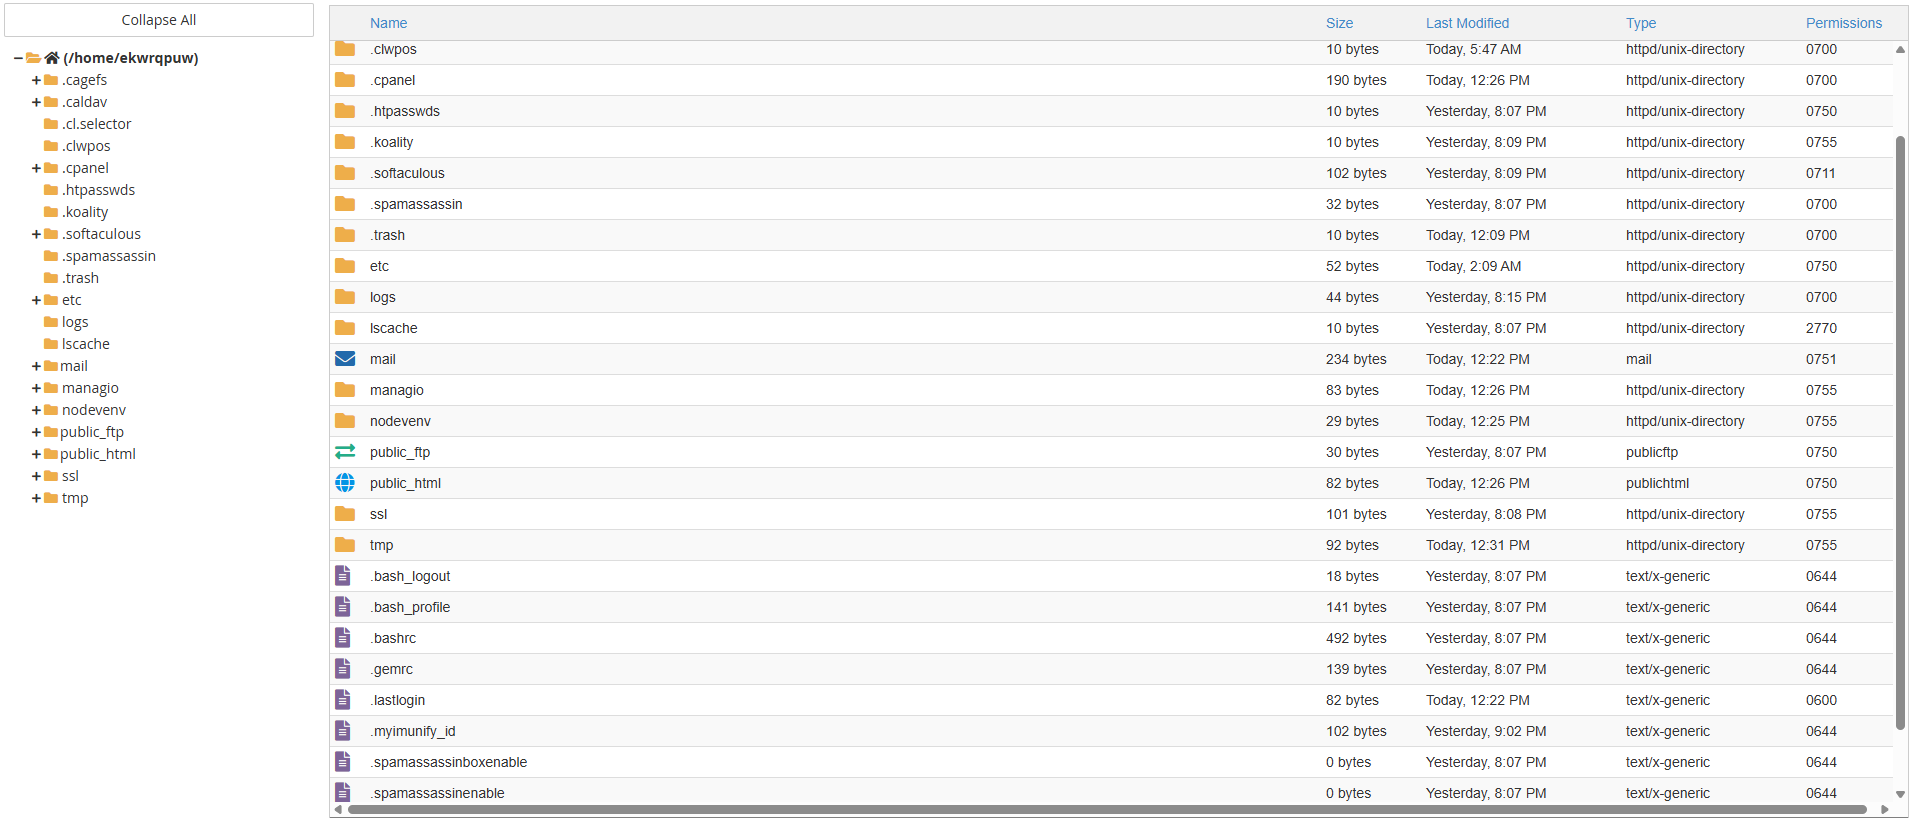 Collapse All
(/home/ekwrqpuw)
.cagefs
.caldav
.cl.selector
.clwpos
.cpanel
.htpasswds
.koality
.softaculous
.spamassassin
.trash
etc
logs
lscache
mail
managio
nodevenv
public_ftp
public_html
ssl
tmp
Name Size Last Modified Type Permissions
.clwpos 10 bytes Today, 5:47 AM httpd/unix-directory 0700
.cpanel 190 bytes Today, 12:26 PM httpd/unix-directory 0700
.htpasswds 10 bytes Yesterday, 8:07 PM httpd/unix-directory 0750
.koality 10 bytes Yesterday, 8:09 PM httpd/unix-directory 0755
.softaculous 102 bytes Yesterday, 8:09 PM httpd/unix-directory 0711
.spamassassin 32 bytes Yesterday, 8:07 PM httpd/unix-directory 0700
.trash 10 bytes Today, 12:09 PM httpd/unix-directory 0700
etc 52 bytes Today, 2:09 AM httpd/unix-directory 0750
logs 44 bytes Yesterday, 8:15 PM httpd/unix-directory 0700
lscache 10 bytes Yesterday, 8:07 PM httpd/unix-directory 2770
mail 234 bytes Today, 12:22 PM mail 0751
managio 83 bytes Today, 12:26 PM httpd/unix-directory 0755
nodevenv 29 bytes Today, 12:25 PM httpd/unix-directory 0755
public_ftp 30 bytes Yesterday, 8:07 PM publicftp 0750
public_html 82 bytes Today, 12:26 PM publichtml 0750
ssl 101 bytes Yesterday, 8:08 PM httpd/unix-directory 0755
tmp 92 bytes Today, 12:31 PM httpd/unix-directory 0755
.bash_logout 18 bytes Yesterday, 8:07 PM text/x-generic 0644
.bash_profile 141 bytes Yesterday, 8:07 PM text/x-generic 0644
.bashrc 492 bytes Yesterday, 8:07 PM text/x-generic 0644
.gemrc 139 bytes Yesterday, 8:07 PM text/x-generic 0644
.lastlogin 82 bytes Today, 12:22 PM text/x-generic 0600
.myimunify_id 102 bytes Yesterday, 9:02 PM text/x-generic 0644
.spamassassinboxenable 0 bytes Yesterday, 8:07 PM text/x-generic 0644
.spamassassinenable 0 bytes Yesterday, 8:07 PM text/x-generic 0644